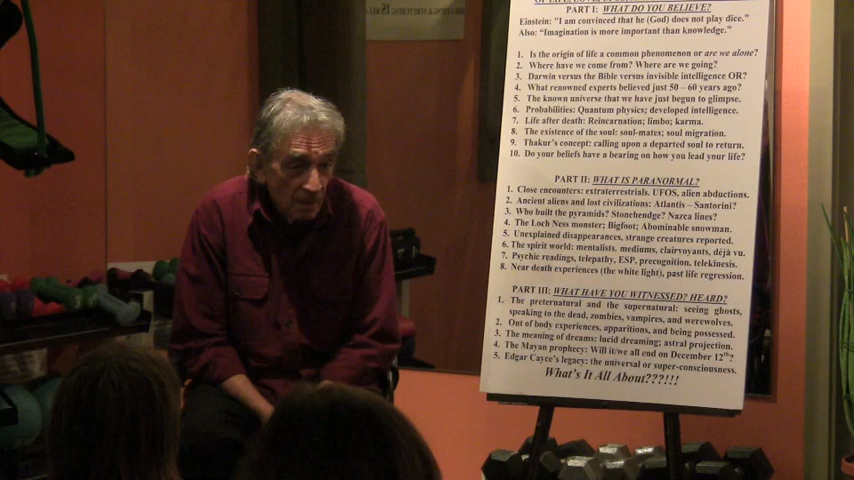 PART I: WHAT DO YOU BELIEVE?
Einstein: "I am convinced that he (God) does not play dice."
Also: "Imagination is more important than knowledge."
1. Is the origin of life a common phenomenon or are we alone?
2. Where have we come from? Where are we going?
3. Darwin versus the Bible versus invisible intelligence OR?
4. What renowned experts believed just 50 – 60 years ago?
5. The known universe that we have just begun to glimpse.
6. Probabilities: Quantum physics; developed intelligence.
7. Life after death: Reincarnation; limbo; karma.
8. The existence of the soul: soul-mates; soul migration.
9. Thakur's concept: calling upon a departed soul to return.
10. Do your beliefs have a bearing on how you lead your life?
PART II: WHAT IS PARANORMAL?
1. Close encounters: extraterrestrials. UFOS, alien abductions.
2. Ancient aliens and lost civilizations: Atlantis – Santorini?
3. Who built the pyramids? Stonehendge? Nazca lines?
4. The Loch Ness monster; Bigfoot; Abominable snowman.
5. Unexplained disappearances, strange creatures reported.
6. The spirit world: mentalists, mediums, clairvoyants, déjà vu.
7. Psychic readings, telepathy, ESP, precognition, telekinesis.
8. Near death experiences (the white light), past life regression.
PART III: WHAT HAVE YOU WITNESSED? HEARD?
1. The preternatural and the supernatural: seeing ghosts,
speaking to the dead, zombies, vampires, and werewolves.
2. Out of body experiences, apparitions, and being possessed.
3. The meaning of dreams: lucid dreaming; astral projection.
4. The Mayan prophecy: Will it/we all end on December 12th?
5. Edgar Cayce's legacy: the universal or super-consciousness.
What's It All About???!!!